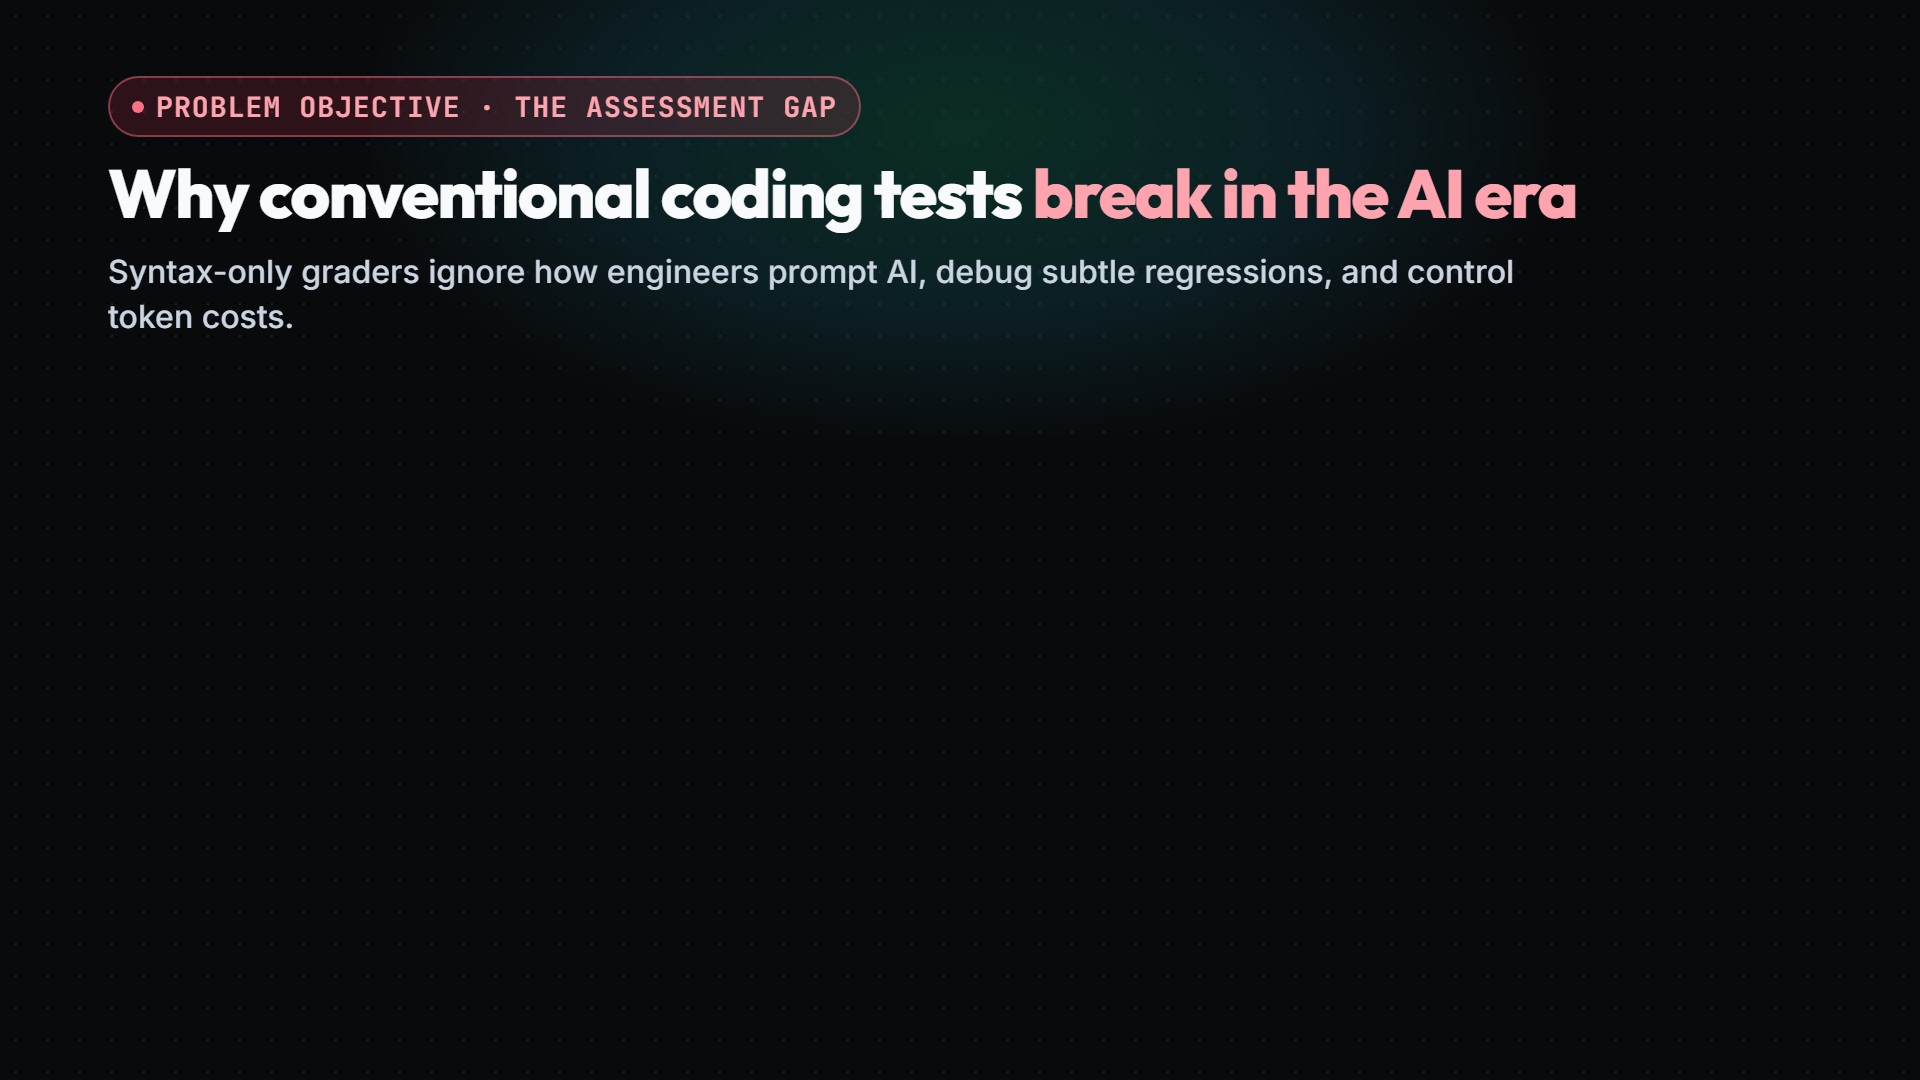 PROBLEM OBJECTIVE · THE ASSESSMENT GAP
Why conventional coding tests break in the AI era
Syntax-only graders ignore how engineers prompt AI, debug subtle regressions, and control
token costs.